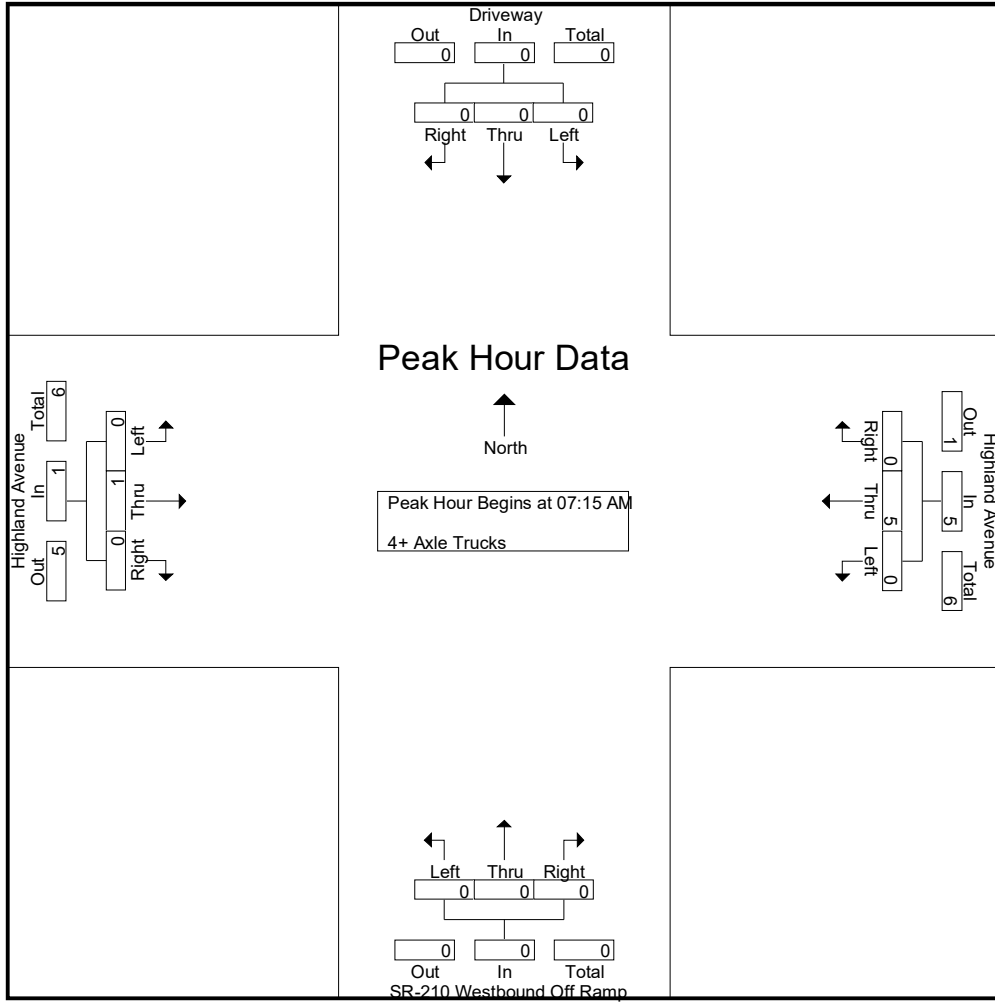 Driveway
Out In Total
0 0 0
0 0 0
Right Thru Left
Peak Hour Data
North
Peak Hour Begins at 07:15 AM
4+ Axle Trucks
Highland Avenue
Total In Out
6 1 5
0 1 0
Left Thru Right
Highland Avenue
Out In Total
1 5 6
0 5 0
Right Thru Left
Left Thru Right
0 0 0
0 0 0
Out In Total
SR-210 Westbound Off Ramp